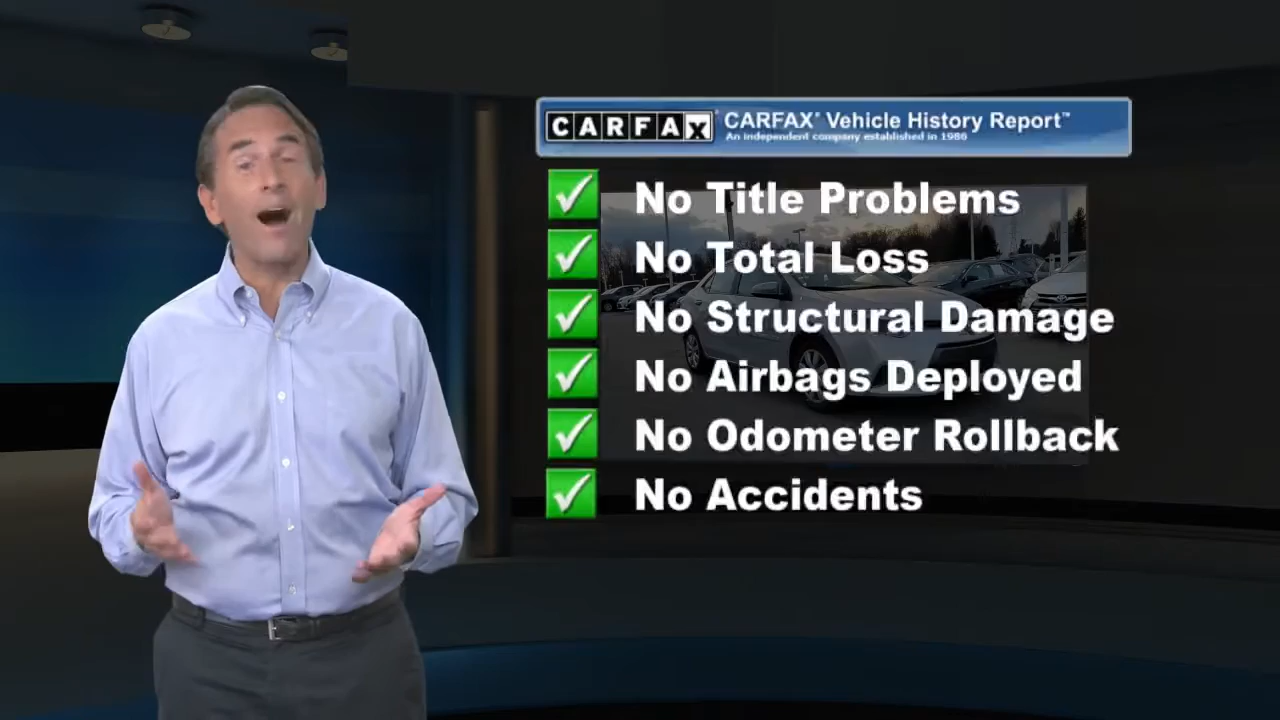 CARFAX
CARFAX® Vehicle History Report™
An independent company established in 1986
No Title Problems
No Total Loss
No Structural Damage
No Airbags Deployed
No Odometer Rollback
No Accidents